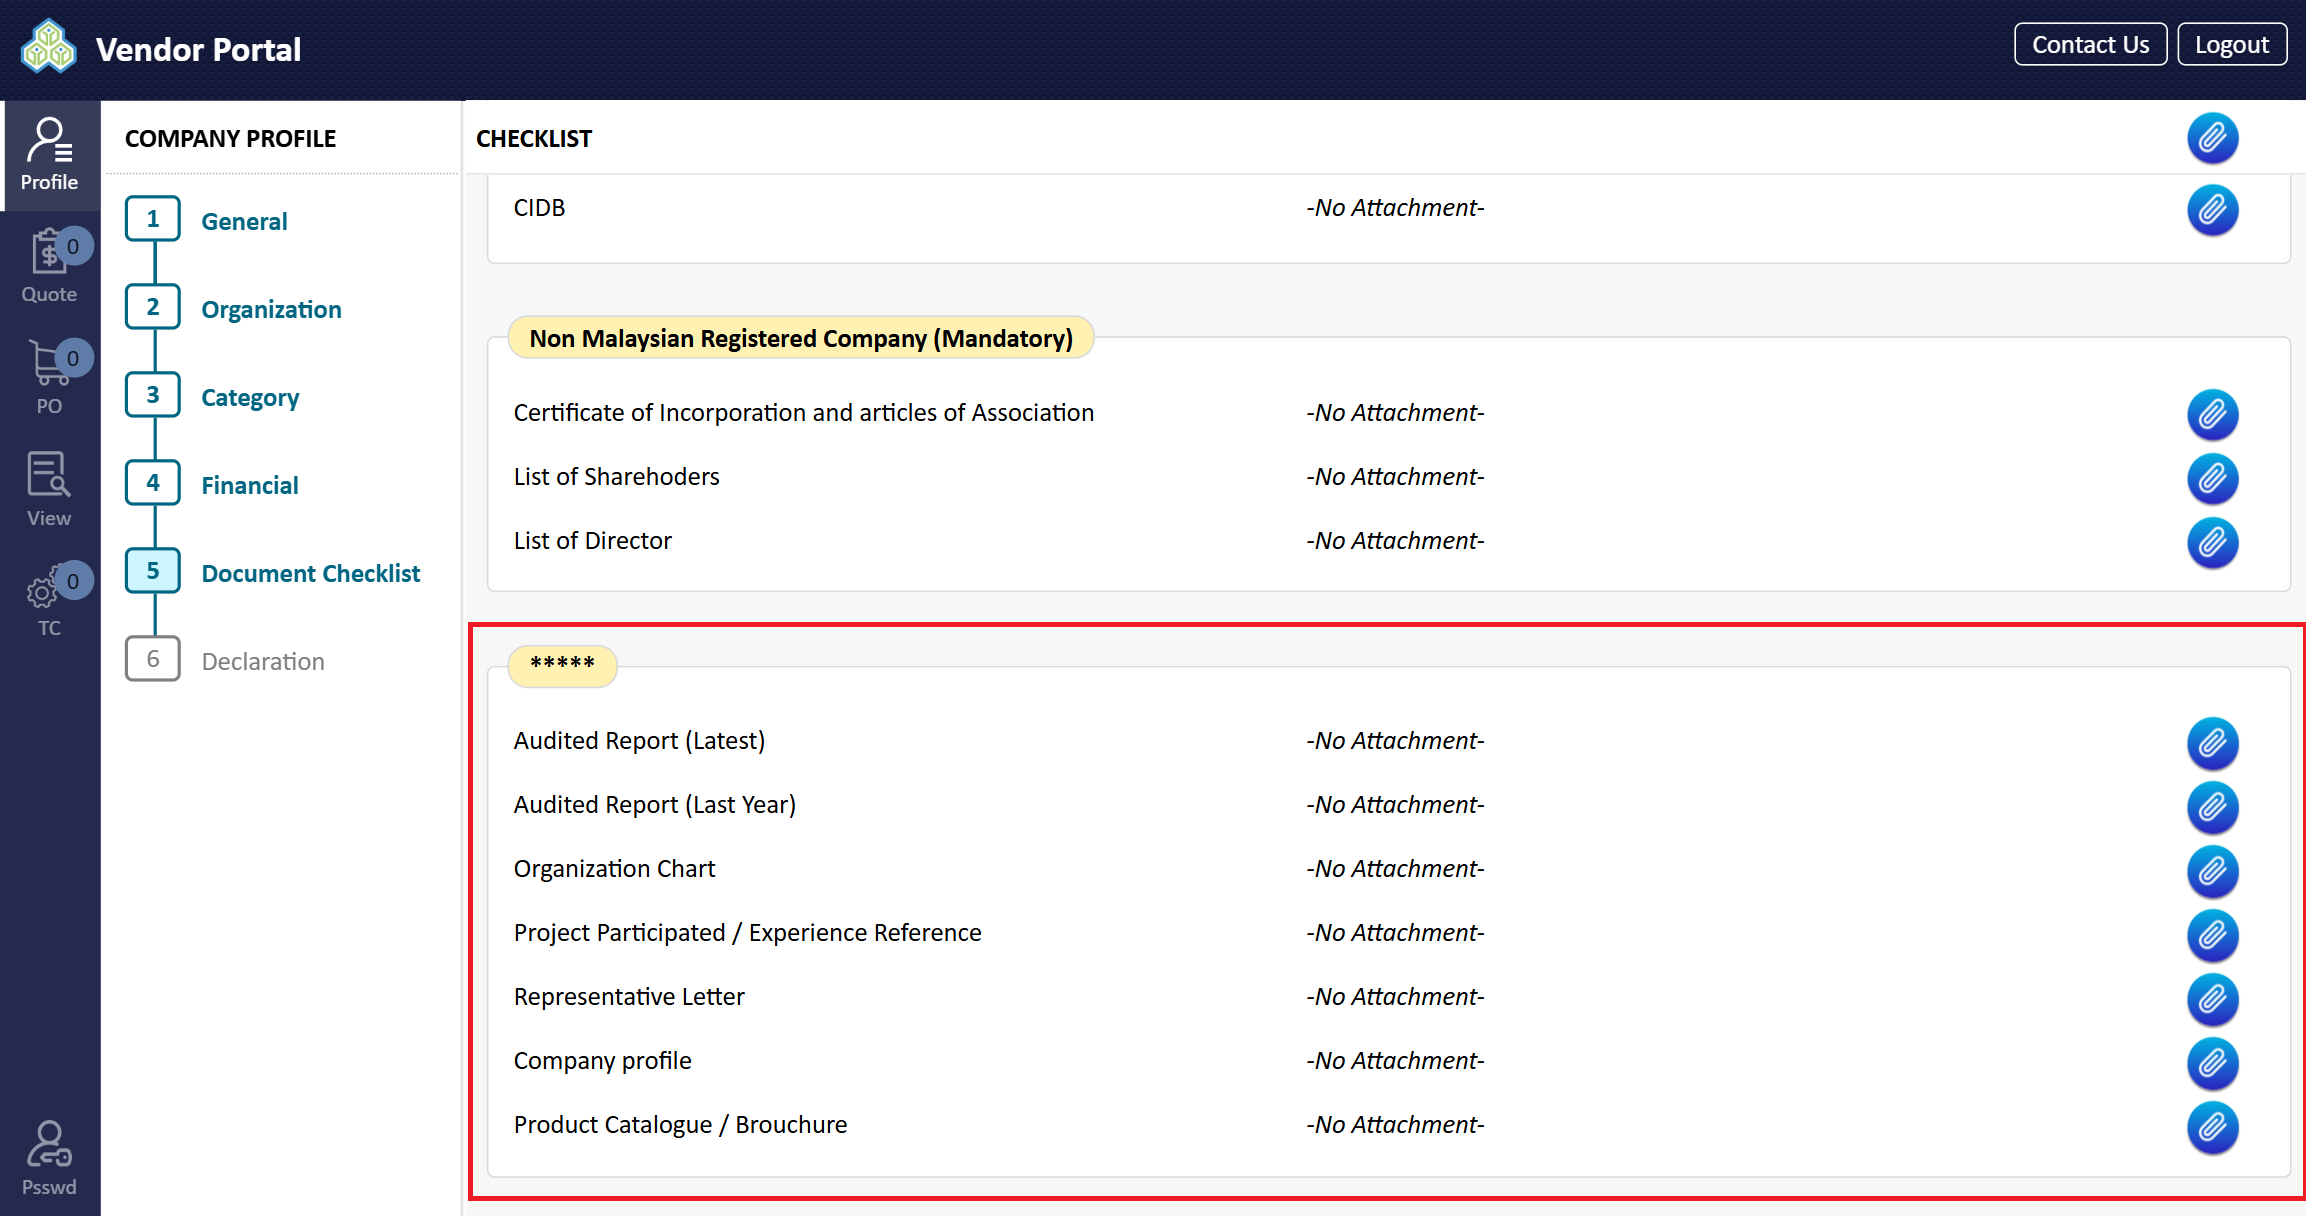 Vendor Portal
Contact Us
Logout
Profile
0
Quote
0
PO
View
0
TC
Psswd
COMPANY PROFILE
1 General
2 Organization
3 Category
4 Financial
5 Document Checklist
6 Declaration
CHECKLIST
CIDB -No Attachment-
Non Malaysian Registered Company (Mandatory)
Certificate of Incorporation and articles of Association -No Attachment-
List of Sharehoders -No Attachment-
List of Director -No Attachment-
*****
Audited Report (Latest) -No Attachment-
Audited Report (Last Year) -No Attachment-
Organization Chart -No Attachment-
Project Participated / Experience Reference -No Attachment-
Representative Letter -No Attachment-
Company profile -No Attachment-
Product Catalogue / Brouchure -No Attachment-